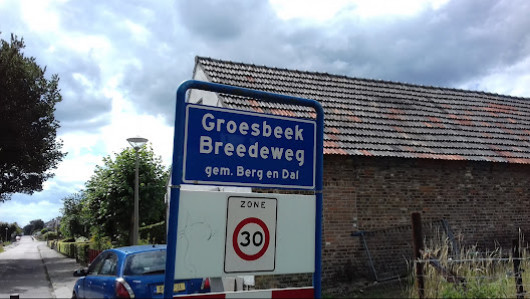 Groesbeek
Breedeweg
gem. Berg en Dal
ZONE
30